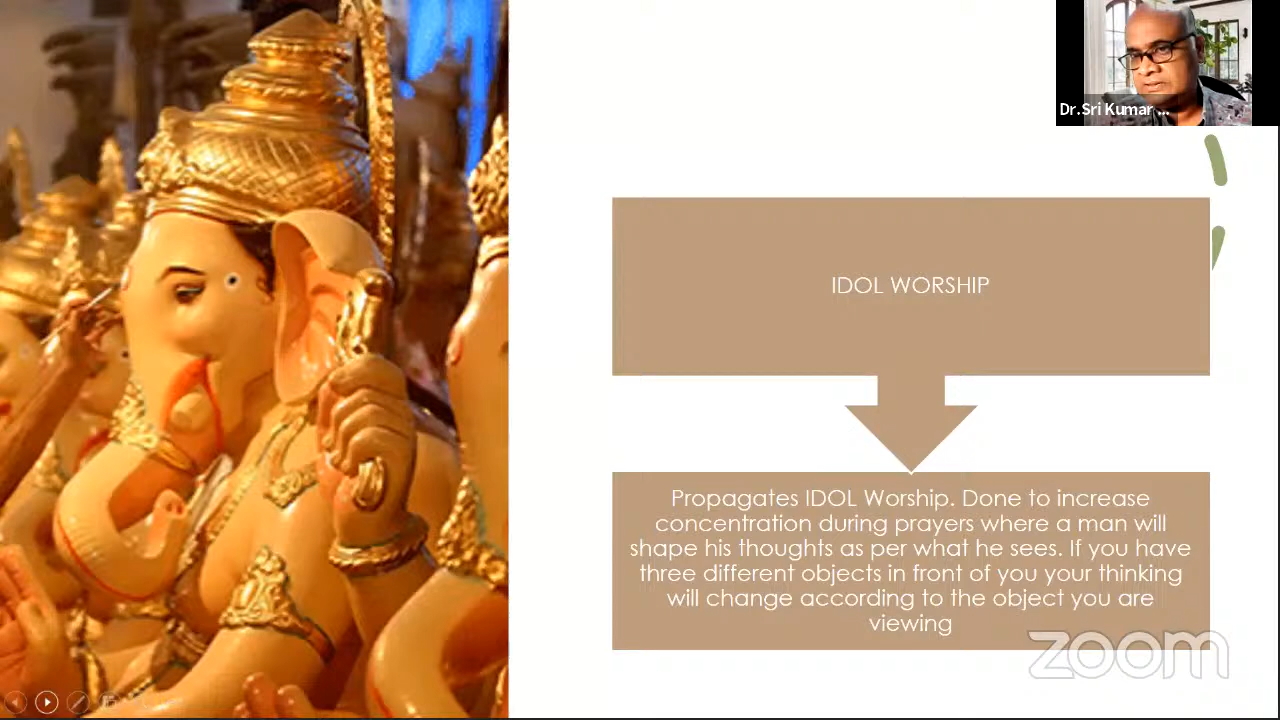 Dr.Sri Kumar ...
IDOL WORSHIP
Propagates IDOL Worship. Done to increase
concentration during prayers where a man will
shape his thoughts as per what he sees. If you have
three different objects in front of you your thinking
will change according to the object you are
viewing
zoom